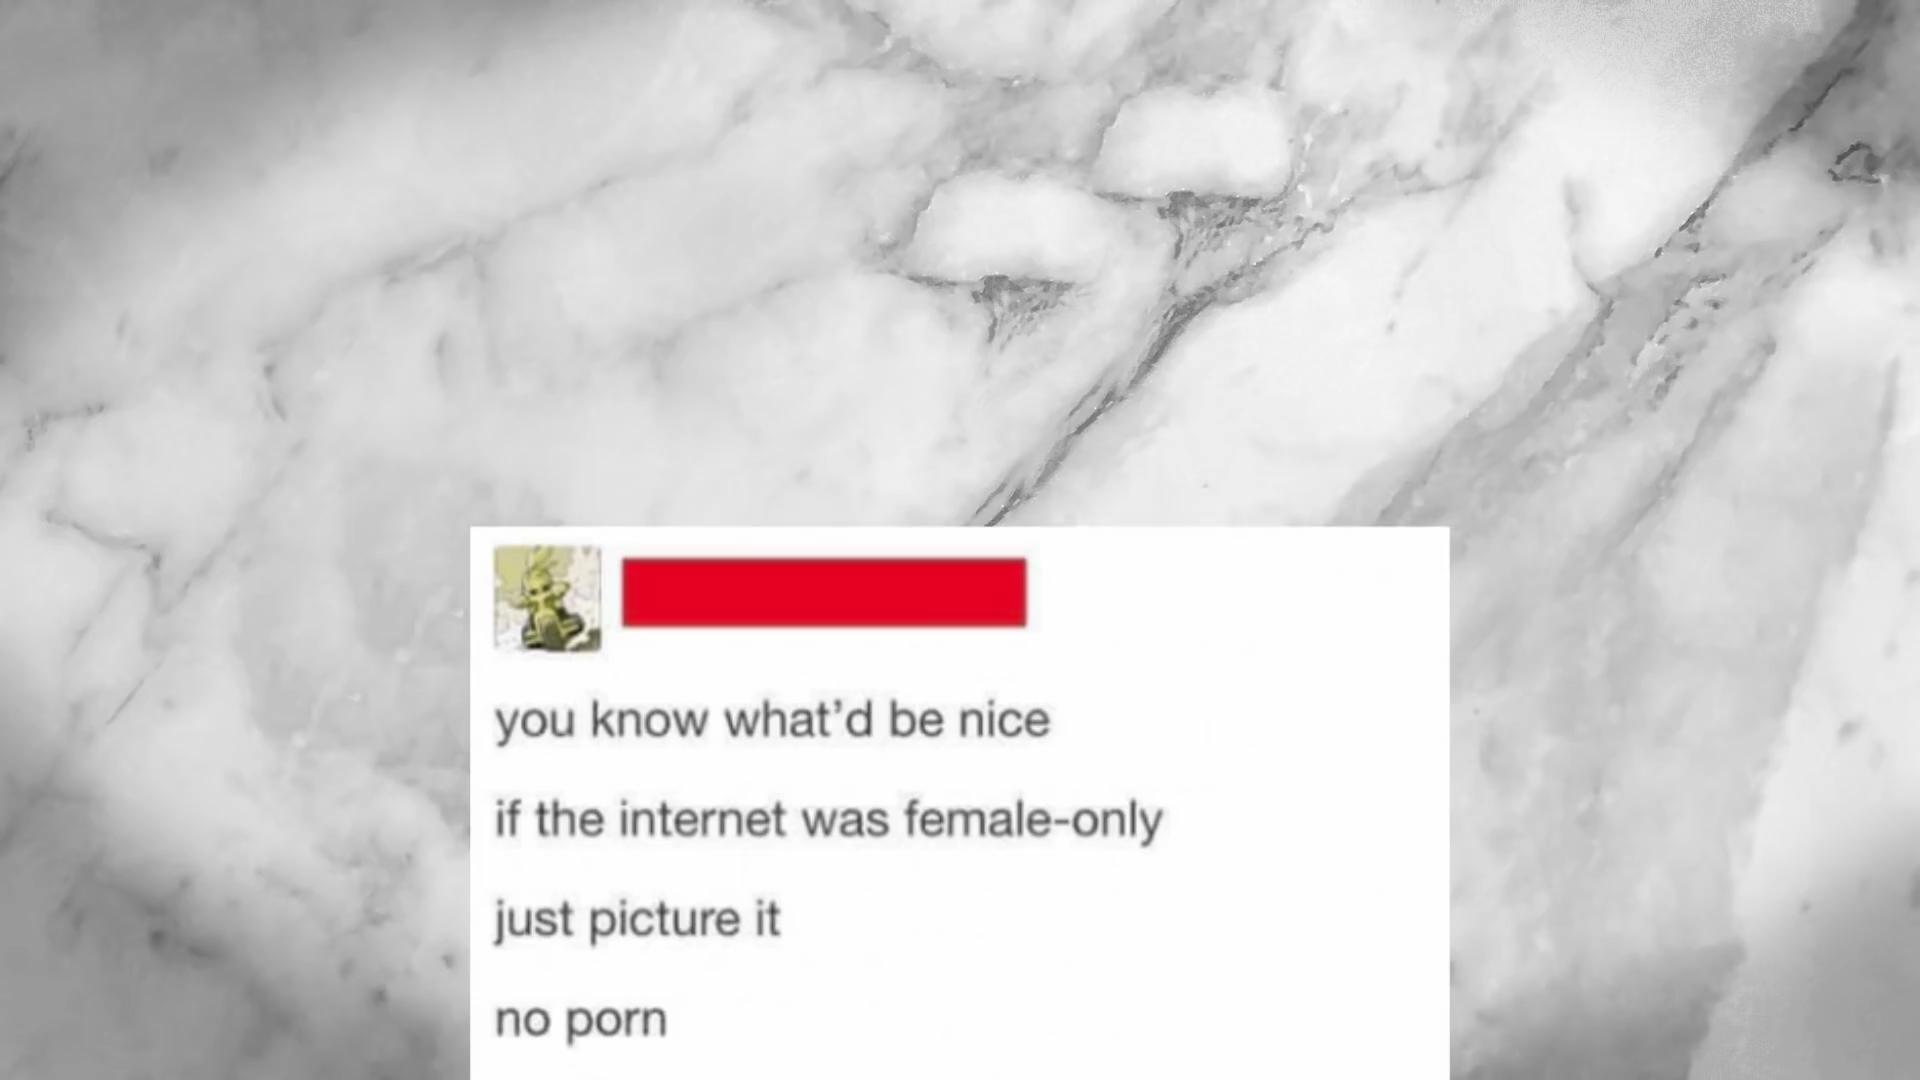 you know what’d be nice
if the internet was female-only
just picture it
no porn